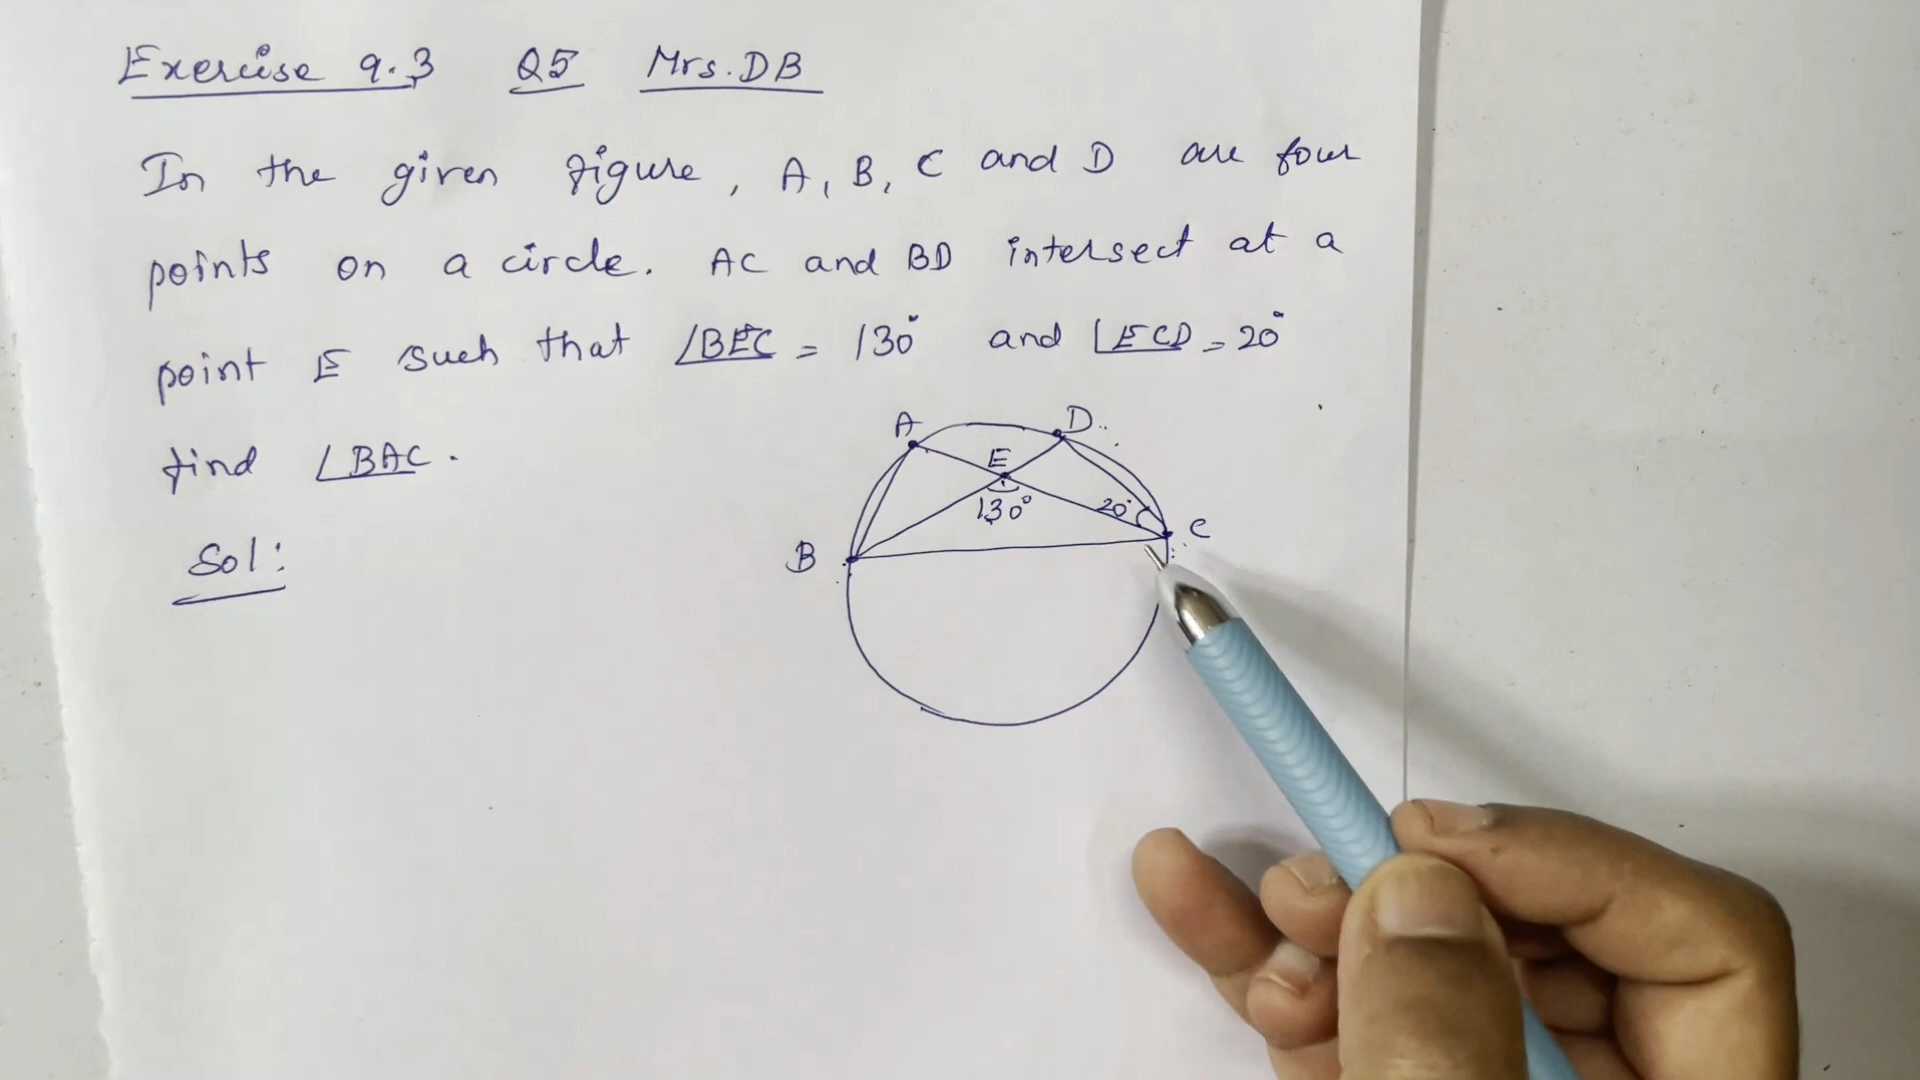 Exercise 9.3 Q5 Mrs.DB
In the given figure, A, B, C and D are four
points on a circle. AC and BD intersect at a
point E such that ∠BEC = 130° and ∠ECD = 20°
find ∠BAC.
Sol:
A
D
E
130°
20°
C
B